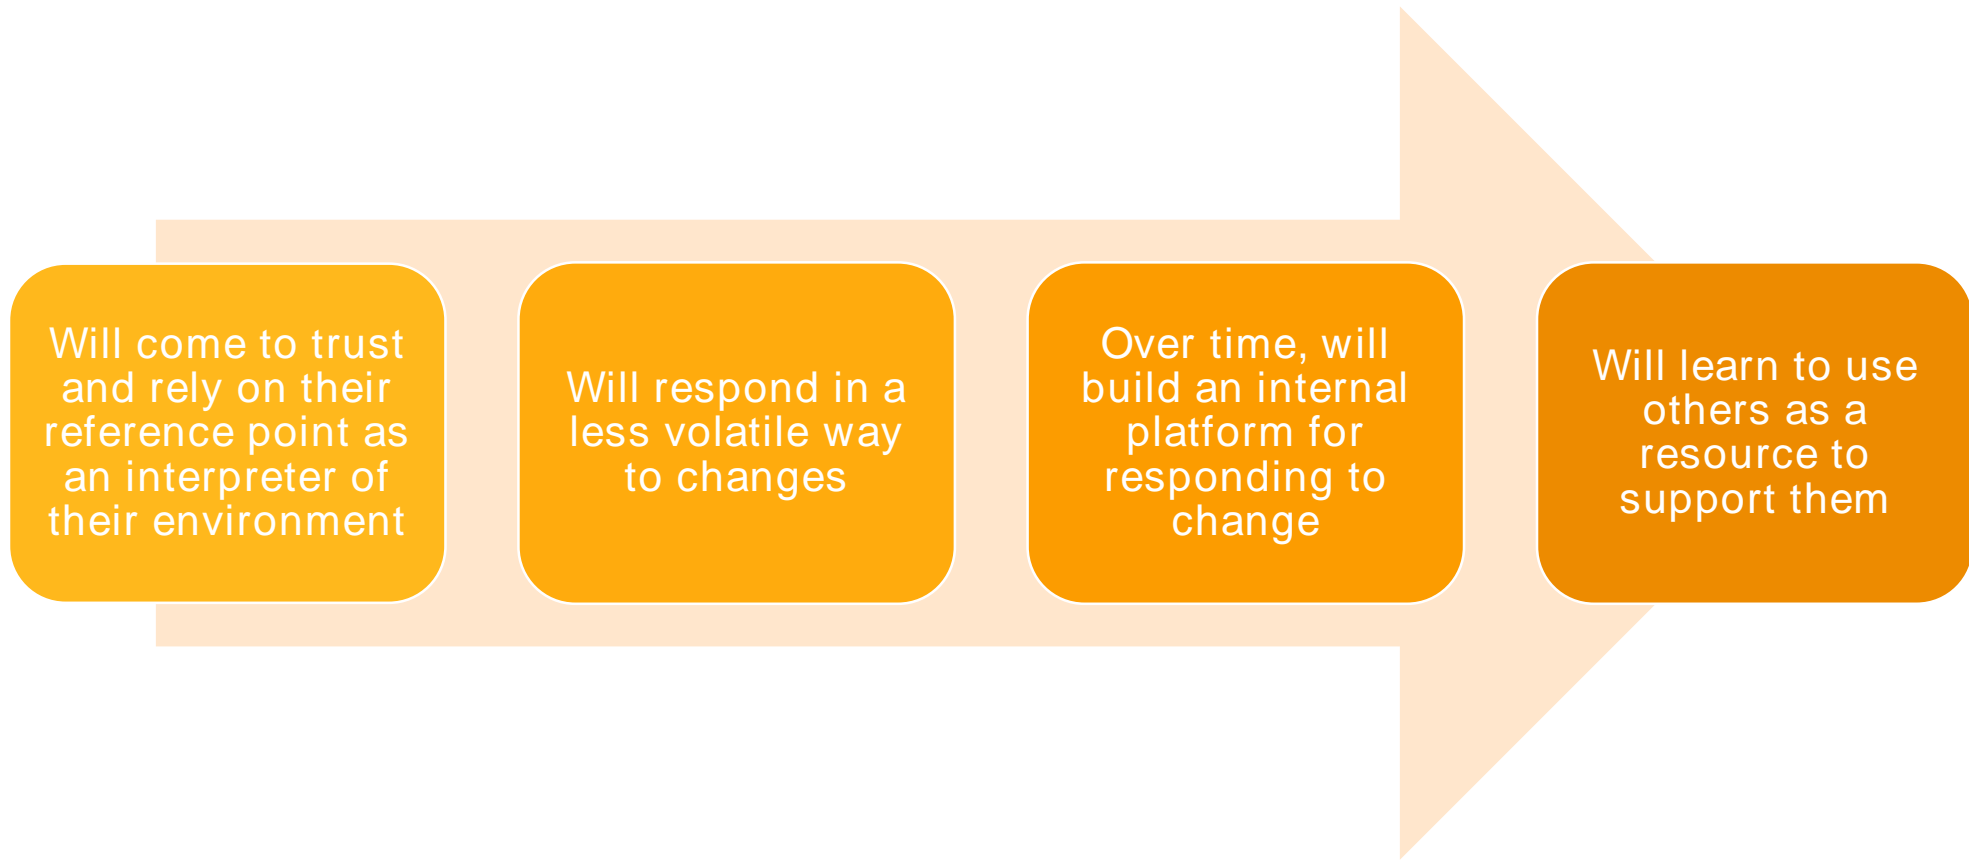 Will come to trust
and rely on their
reference point as
an interpreter of
their environment
Will respond in a
less volatile way
to changes
Over time, will
build an internal
platform for
responding to
change
Will learn to use
others as a
resource to
support them